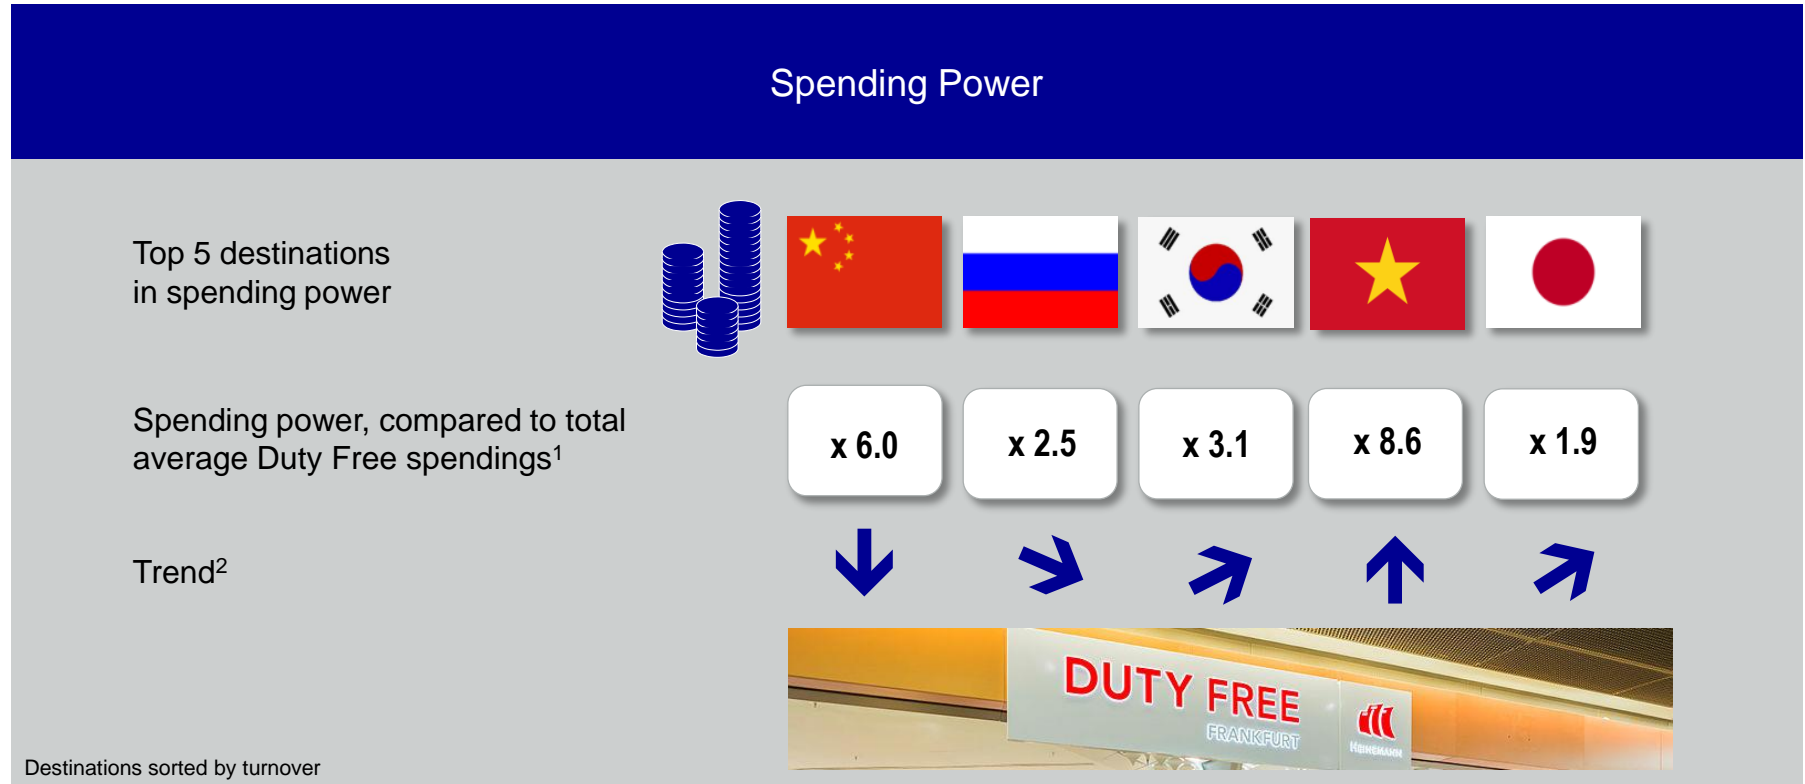 Spending Power
Top 5 destinations
in spending power
Spending power, compared to total
average Duty Free spendings¹
x 6.0
x 2.5
x 3.1
x 8.6
x 1.9
Trend²
DUTY FREE
FRANKFURT
HEINEMANN
Destinations sorted by turnover